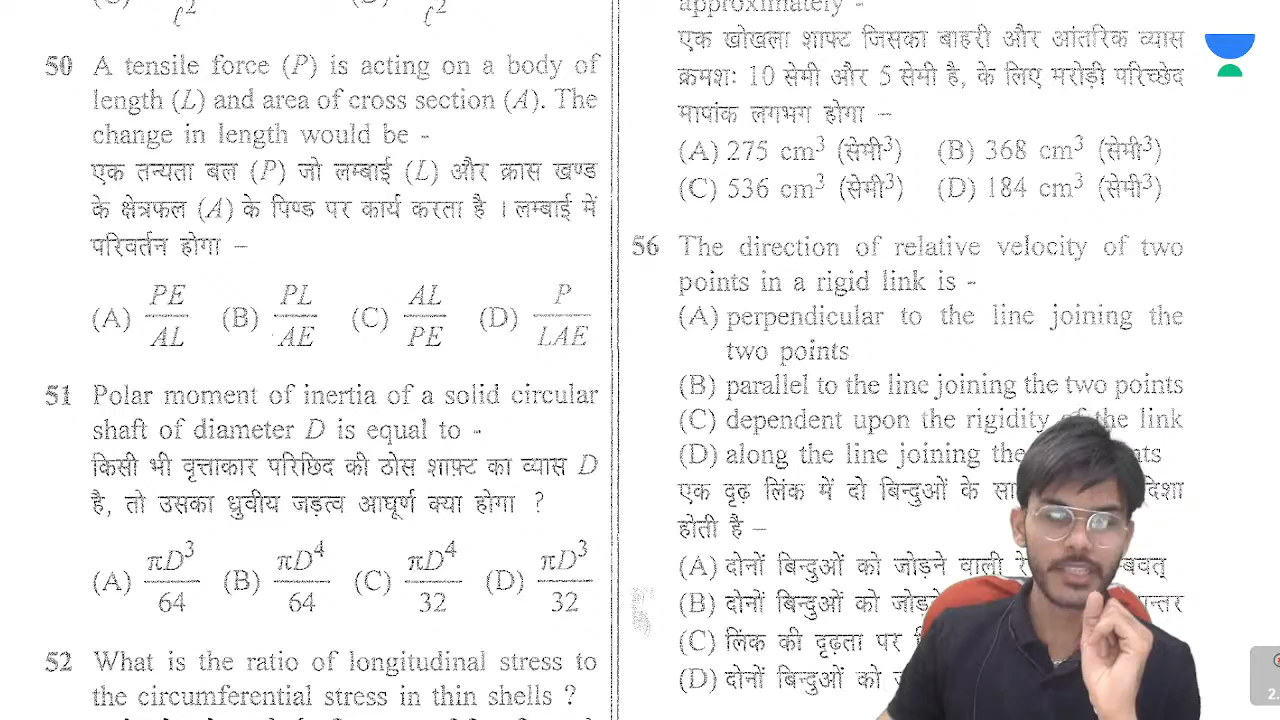 ℓ² ℓ²
50 A tensile force (P) is acting on a body of
length (L) and area of cross section (A). The
change in length would be -
एक तन्यता बल (P) जो लम्बाई (L) और क्रास खण्ड
के क्षेत्रफल (A) के पिण्ड पर कार्य करता है । लम्बाई में
परिवर्तन होगा –
(A) PE/AL (B) PL/AE (C) AL/PE (D) P/LAE
51 Polar moment of inertia of a solid circular
shaft of diameter D is equal to -
किसी भी वृत्ताकार परिछिद की ठोस शाफ़्ट का व्यास D
है, तो उसका ध्रुवीय जड़त्व आघूर्ण क्या होगा ?
(A) πD³/64 (B) πD⁴/64 (C) πD⁴/32 (D) πD³/32
52 What is the ratio of longitudinal stress to
the circumferential stress in thin shells ?
approximately -
एक खोखला शाफ्ट जिसका बाहरी और आंतरिक व्यास
क्रमशः 10 सेमी और 5 सेमी है, के लिए मरोड़ी परिच्छेद
मापांक लगभग होगा –
(A) 275 cm³ (सेमी³) (B) 368 cm³ (सेमी³)
(C) 536 cm³ (सेमी³) (D) 184 cm³ (सेमी³)
56 The direction of relative velocity of two
points in a rigid link is -
(A) perpendicular to the line joining the
two points
(B) parallel to the line joining the two points
(C) dependent upon the rigidity of the link
(D) along the line joining the
एक दृढ़ लिंक में दो बिन्दुओं के दिशा
होती है –
(A) दोनों बिन्दुओं को जोड़ने वाली
(B) दोनों बिन्दुओं को
(C) लिंक की दृढ़ता पर
(D) दोनों बिन्दुओं को
2.